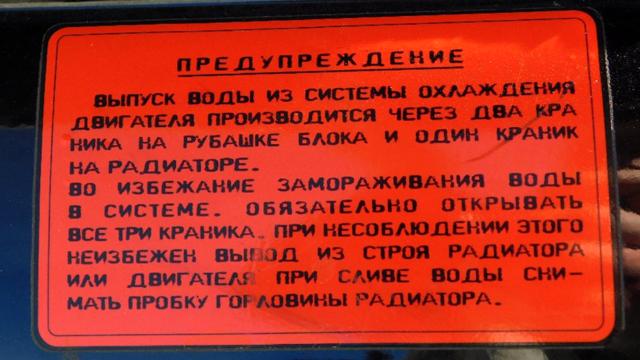 ПРЕДУПРЕЖДЕНИЕ
ВЫПУСК ВОДЫ ИЗ СИСТЕМЫ ОХЛАЖДЕНИЯ
ДВИГАТЕЛЯ ПРОИЗВОДИТСЯ ЧЕРЕЗ ДВА КРА
НИКА НА РУБАШКЕ БЛОКА И ОДИН КРАНИК
НА РАДИАТОРЕ.
ВО ИЗБЕЖАНИЕ ЗАМОРАЖИВАНИЯ ВОДЫ
В СИСТЕМЕ. ОБЯЗАТЕЛЬНО ОТКРЫВАТЬ
ВСЕ ТРИ КРАНИКА. ПРИ НЕСОБЛЮДЕНИИ ЭТОГО
НЕИЗБЕЖЕН ВЫВОД ИЗ СТРОЯ РАДИАТОРА
ИЛИ ДВИГАТЕЛЯ ПРИ СЛИВЕ ВОДЫ СНИ-
МАТЬ ПРОБКУ ГОРЛОВИНЫ РАДИАТОРА.